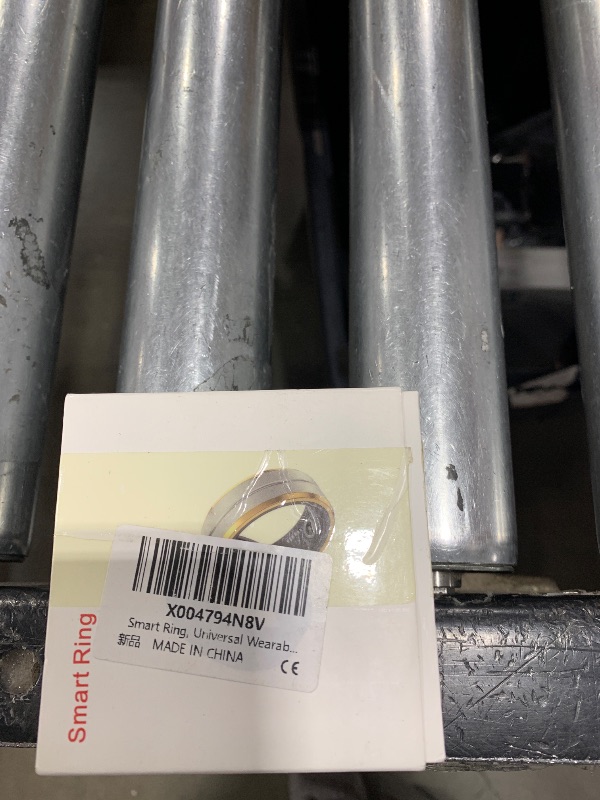 X004794N8V
Smart Ring, Universal Wearab...
新品 MADE IN CHINA
CE
Smart Ring